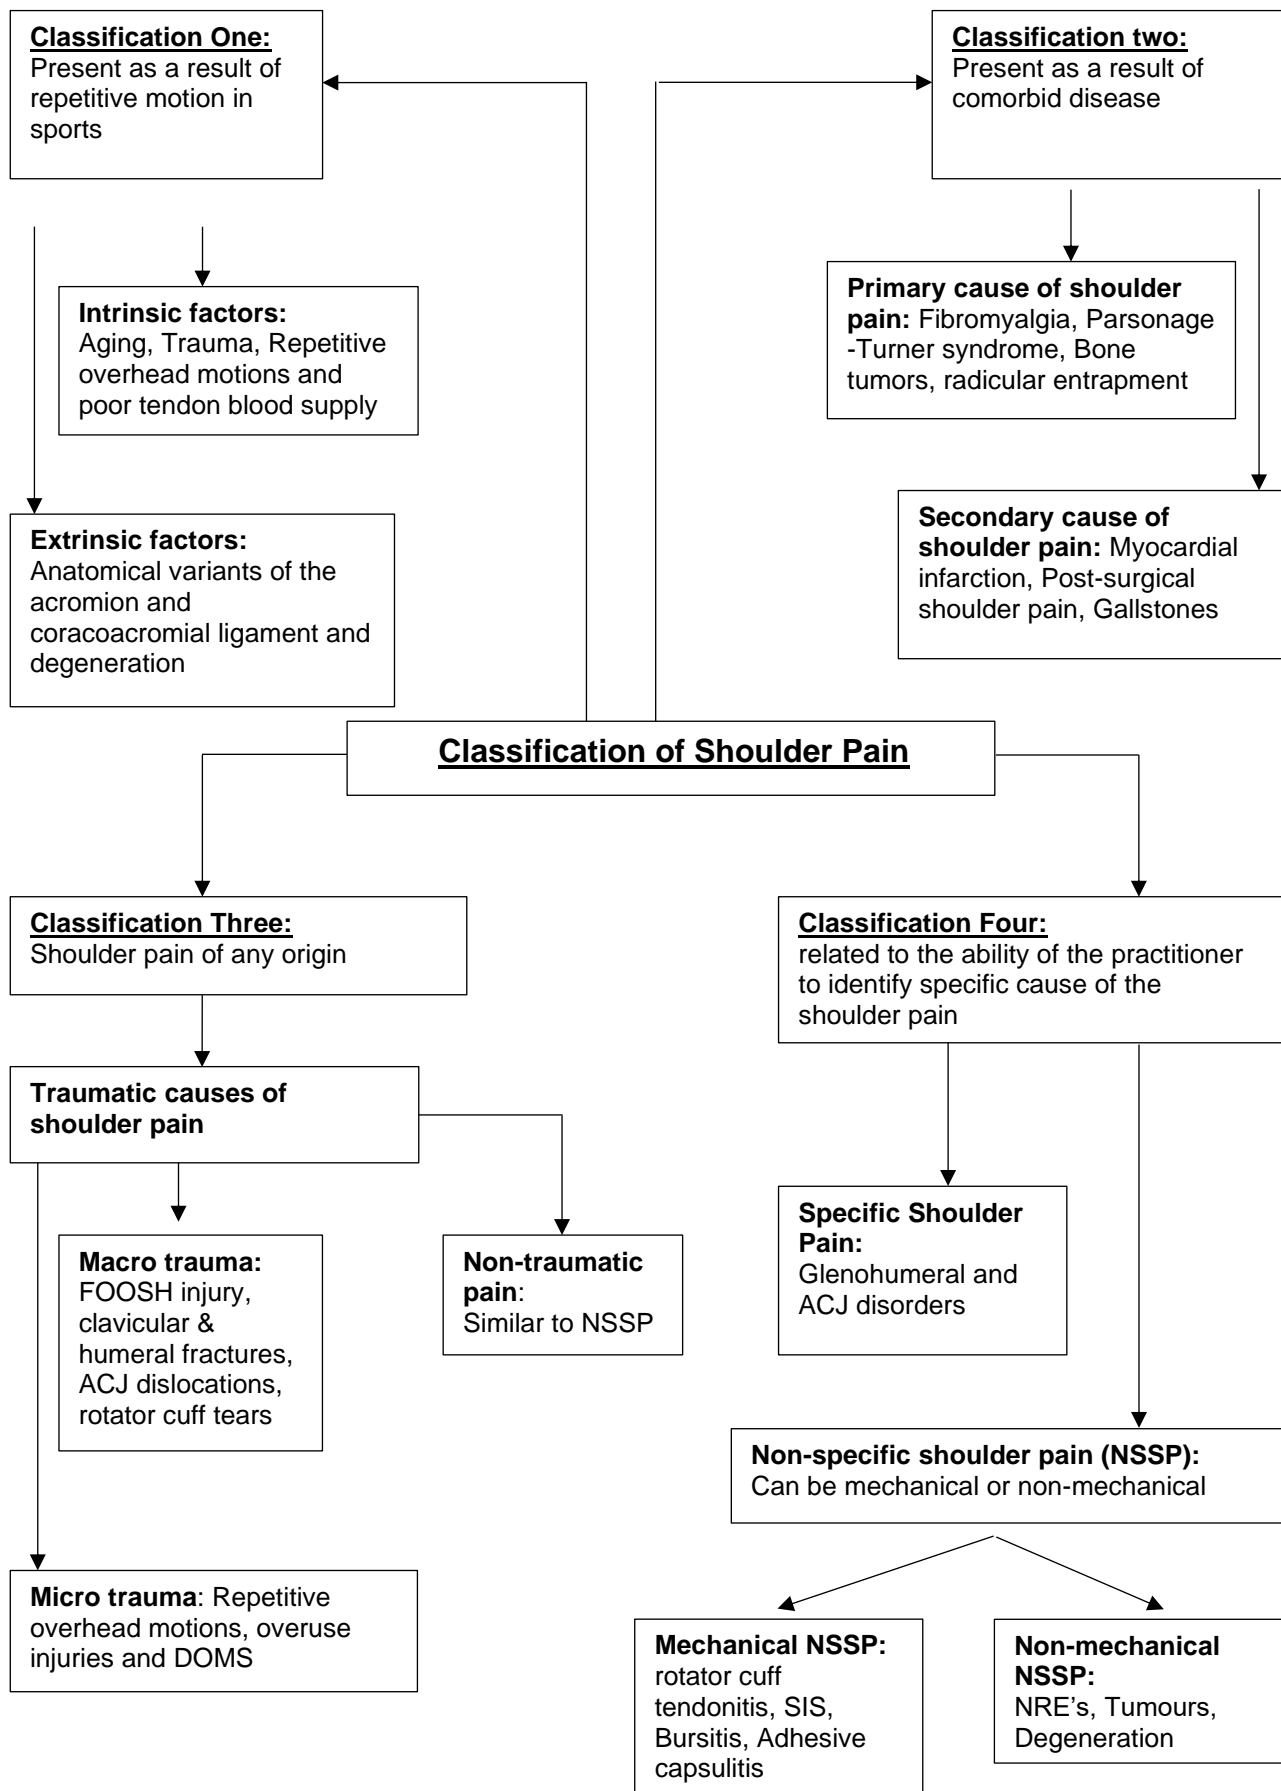 Classification One:
Present as a result of
repetitive motion in
sports
Classification two:
Present as a result of
comorbid disease
Intrinsic factors:
Aging, Trauma, Repetitive
overhead motions and
poor tendon blood supply
Primary cause of shoulder
pain: Fibromyalgia, Parsonage
-Turner syndrome, Bone
tumors, radicular entrapment
Extrinsic factors:
Anatomical variants of the
acromion and
coracoacromial ligament and
degeneration
Secondary cause of
shoulder pain: Myocardial
infarction, Post-surgical
shoulder pain, Gallstones
Classification of Shoulder Pain
Classification Three:
Shoulder pain of any origin
Classification Four:
related to the ability of the practitioner
to identify specific cause of the
shoulder pain
Traumatic causes of
shoulder pain
Macro trauma:
FOOSH injury,
clavicular &
humeral fractures,
ACJ dislocations,
rotator cuff tears
Non-traumatic
pain:
Similar to NSSP
Specific Shoulder
Pain:
Glenohumeral and
ACJ disorders
Non-specific shoulder pain (NSSP):
Can be mechanical or non-mechanical
Micro trauma: Repetitive
overhead motions, overuse
injuries and DOMS
Mechanical NSSP:
rotator cuff
tendonitis, SIS,
Bursitis, Adhesive
capsulitis
Non-mechanical
NSSP:
NRE's, Tumours,
Degeneration